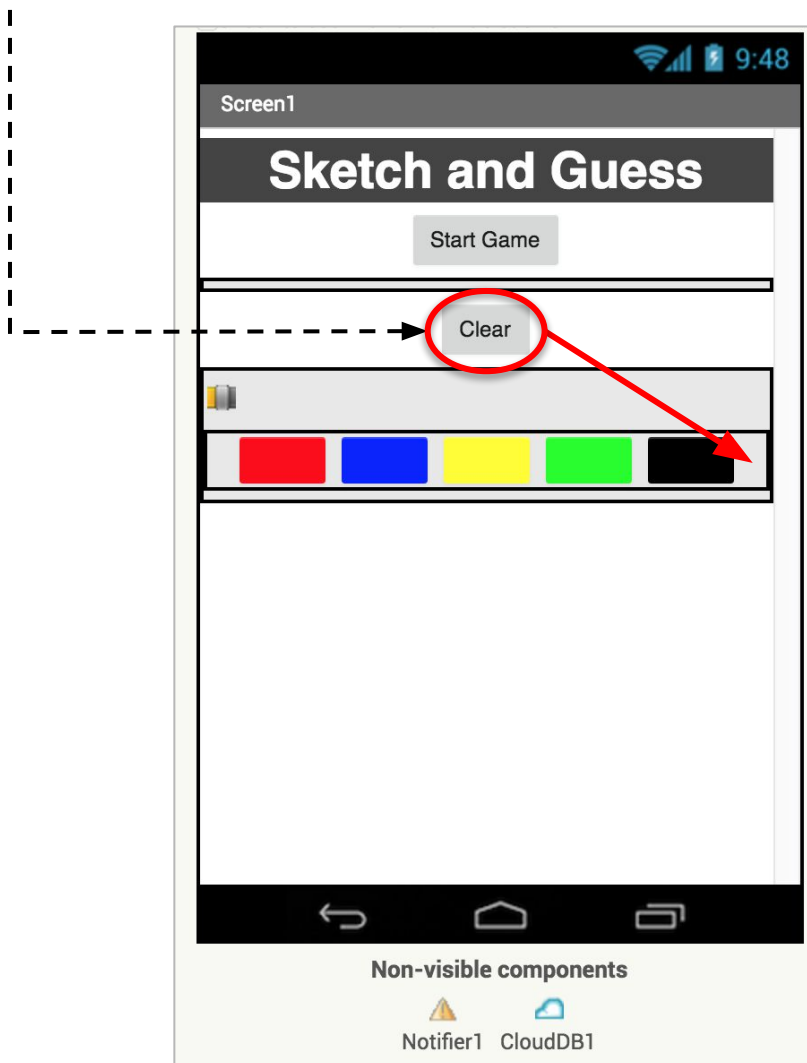 9:48
Screen1
Sketch and Guess
Start Game
Clear
Non-visible components
Notifier1 CloudDB1